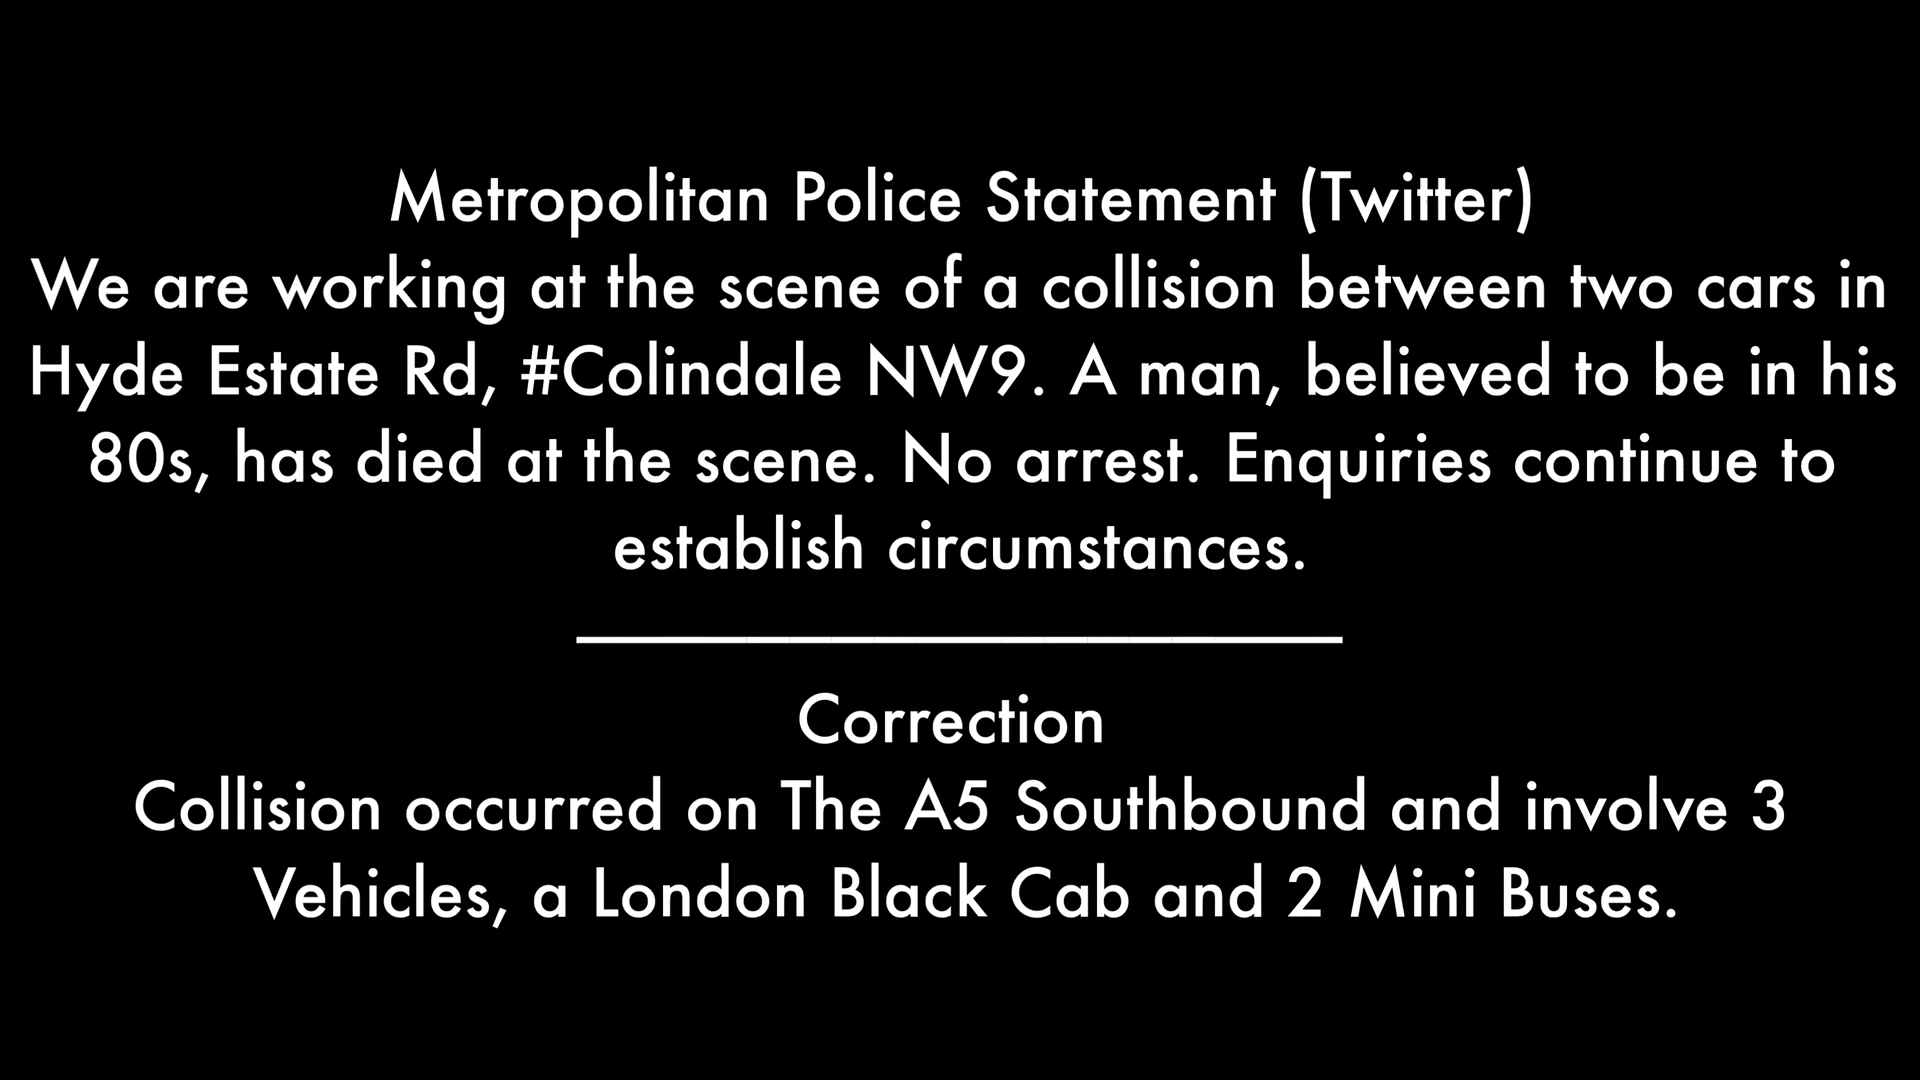 Metropolitan Police Statement (Twitter)
We are working at the scene of a collision between two cars in
Hyde Estate Rd, #Colindale NW9. A man, believed to be in his
80s, has died at the scene. No arrest. Enquiries continue to
establish circumstances.
Correction
Collision occurred on The A5 Southbound and involve 3
Vehicles, a London Black Cab and 2 Mini Buses.